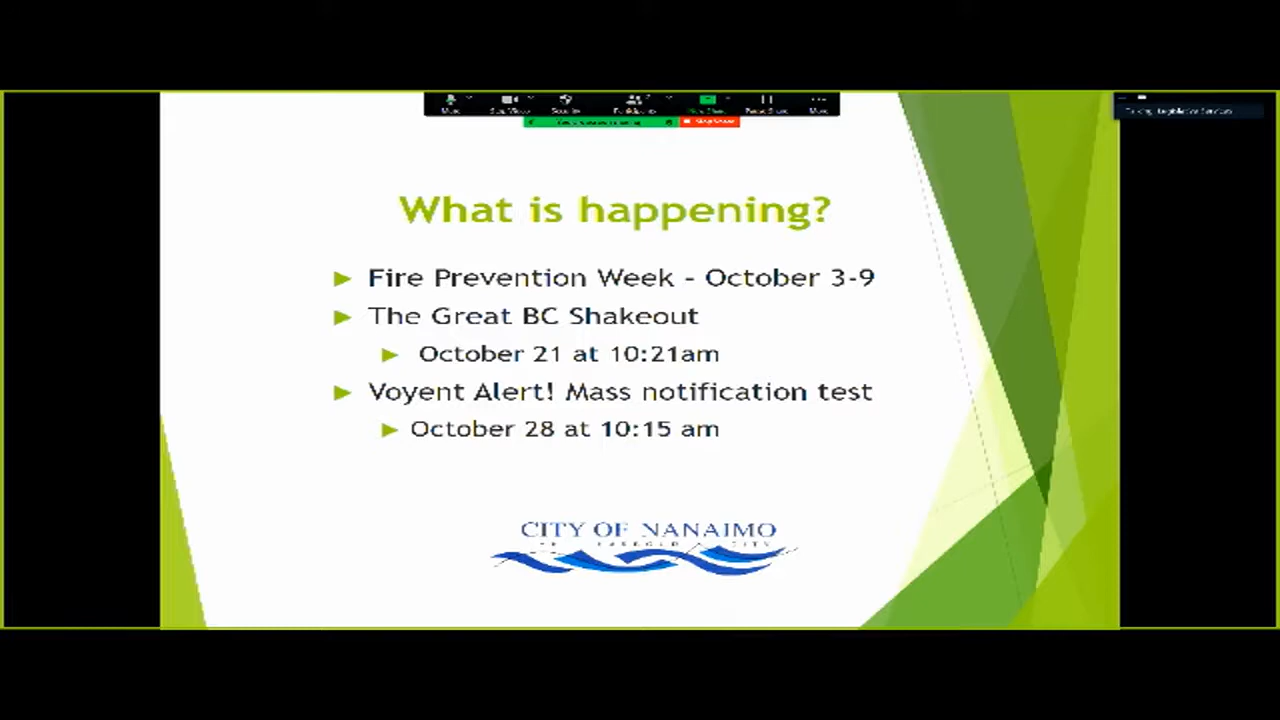 What is happening?
Fire Prevention Week - October 3-9
The Great BC Shakeout
October 21 at 10:21am
Voyent Alert! Mass notification test
October 28 at 10:15 am
CITY OF NANAIMO